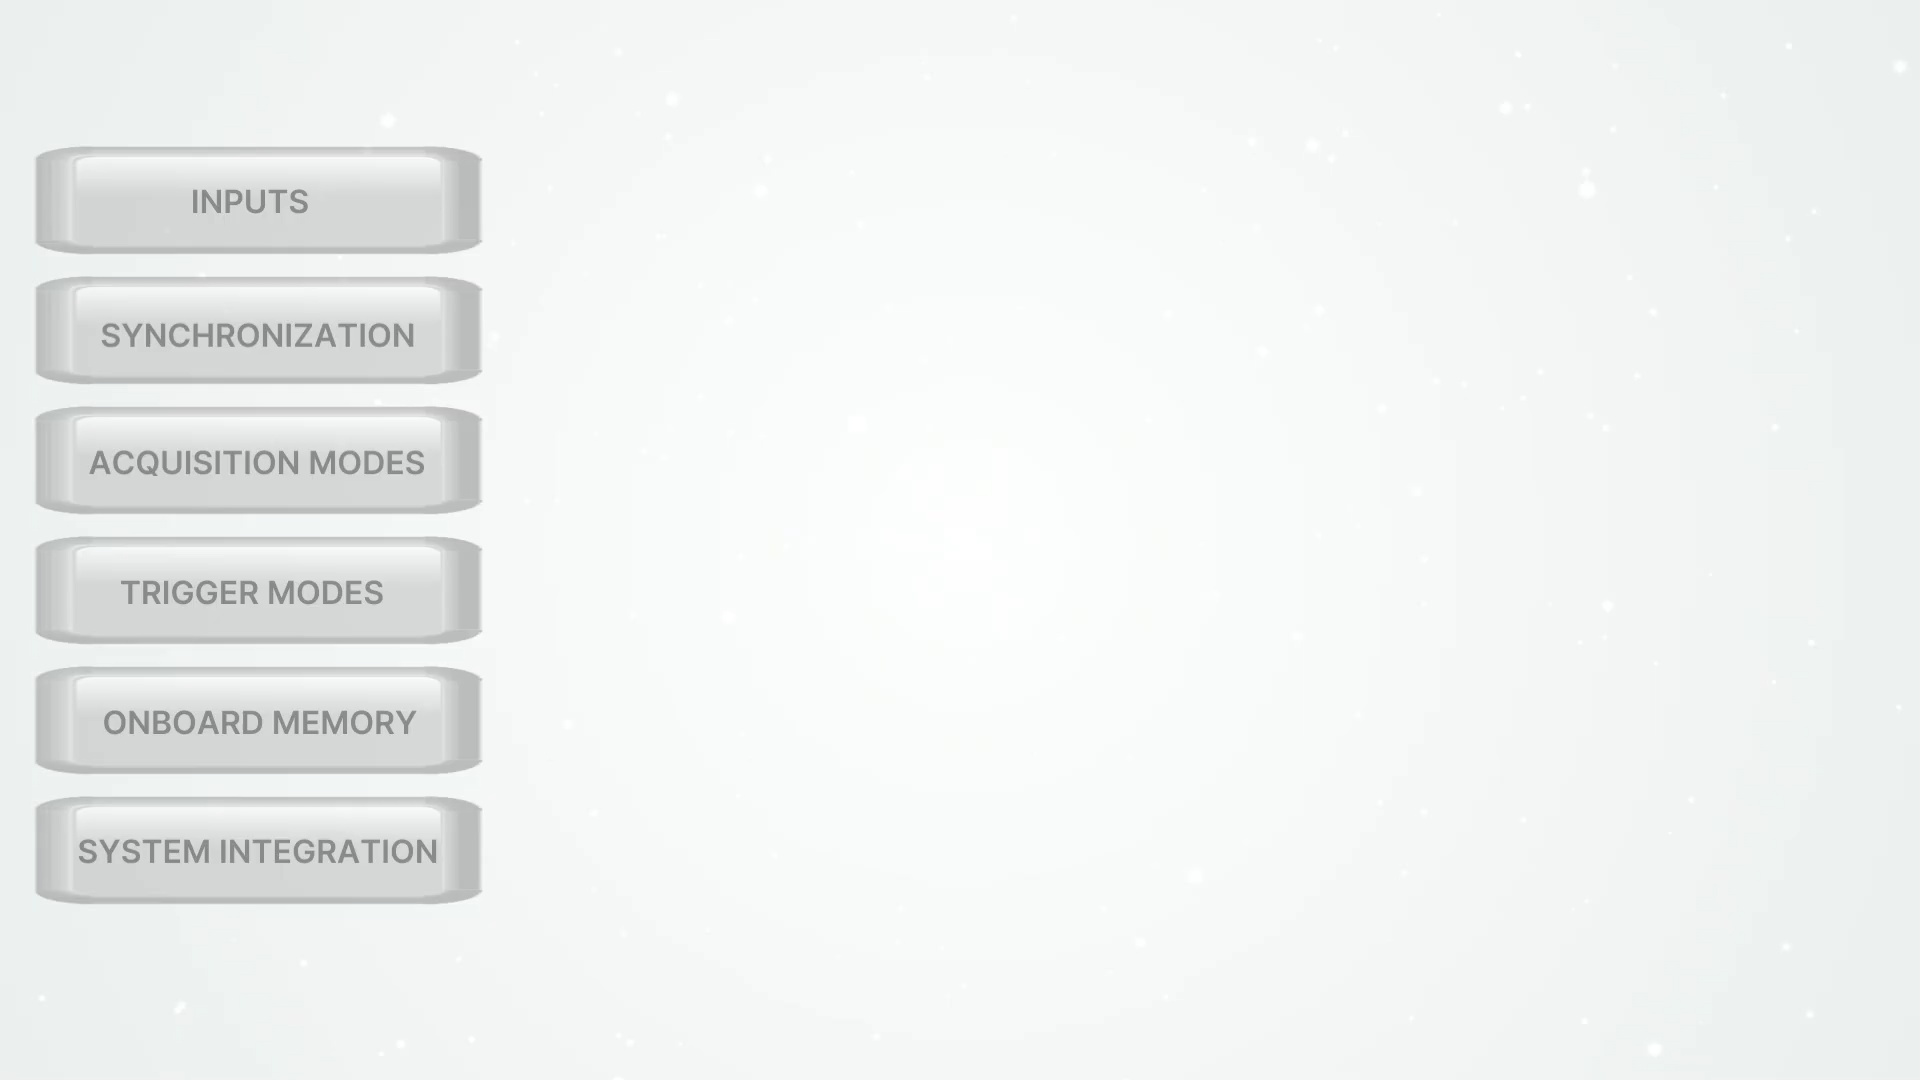 INPUTS
SYNCHRONIZATION
ACQUISITION MODES
TRIGGER MODES
ONBOARD MEMORY
SYSTEM INTEGRATION